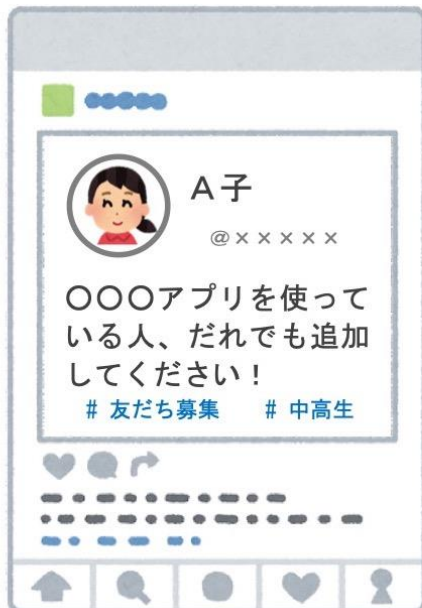 A子
@×××××
〇〇〇アプリを使って
いる人、だれでも追加
してください！
# 友だち募集 # 中高生